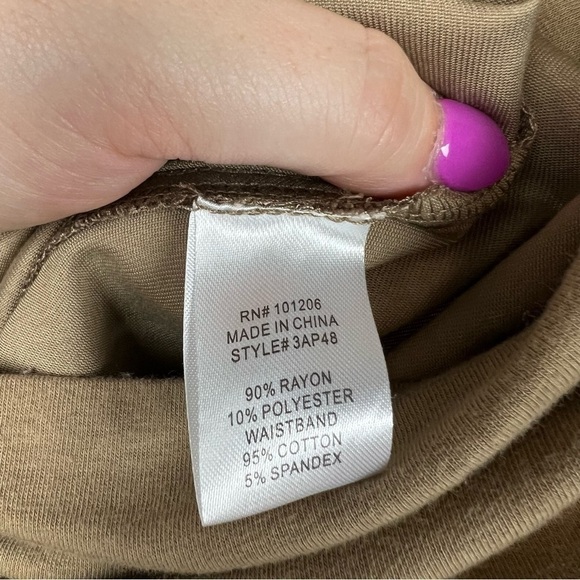 RN# 101206
MADE IN CHINA
STYLE# 3AP48
90% RAYON
10% POLYESTER
WAISTBAND
95% COTTON
5% SPANDEX